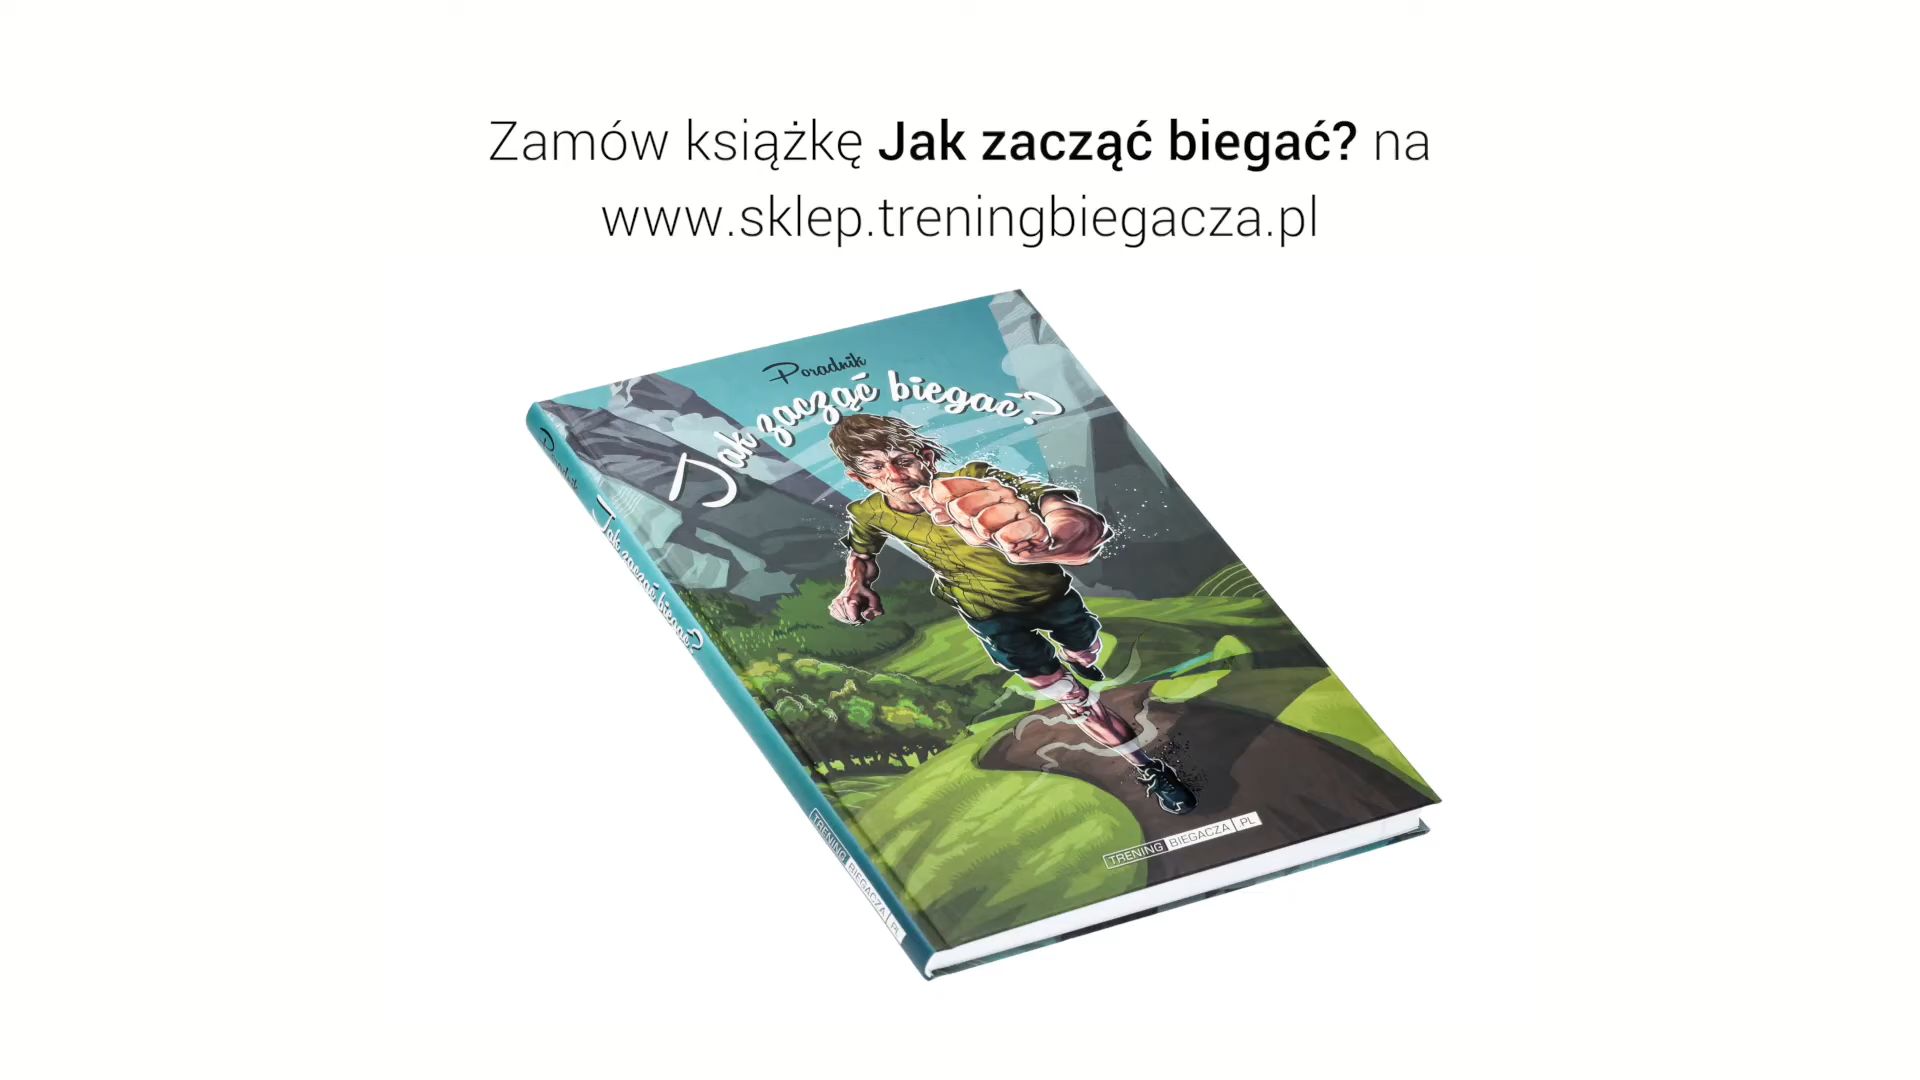 Zamów książkę Jak zacząć biegać? na
www.sklep.treningbiegacza.pl
Poradnik
Jak zacząć biegać?
Poradnik
Jak zacząć biegać?
TRENING BIEGACZA PL
TRENING BIEGACZA PL